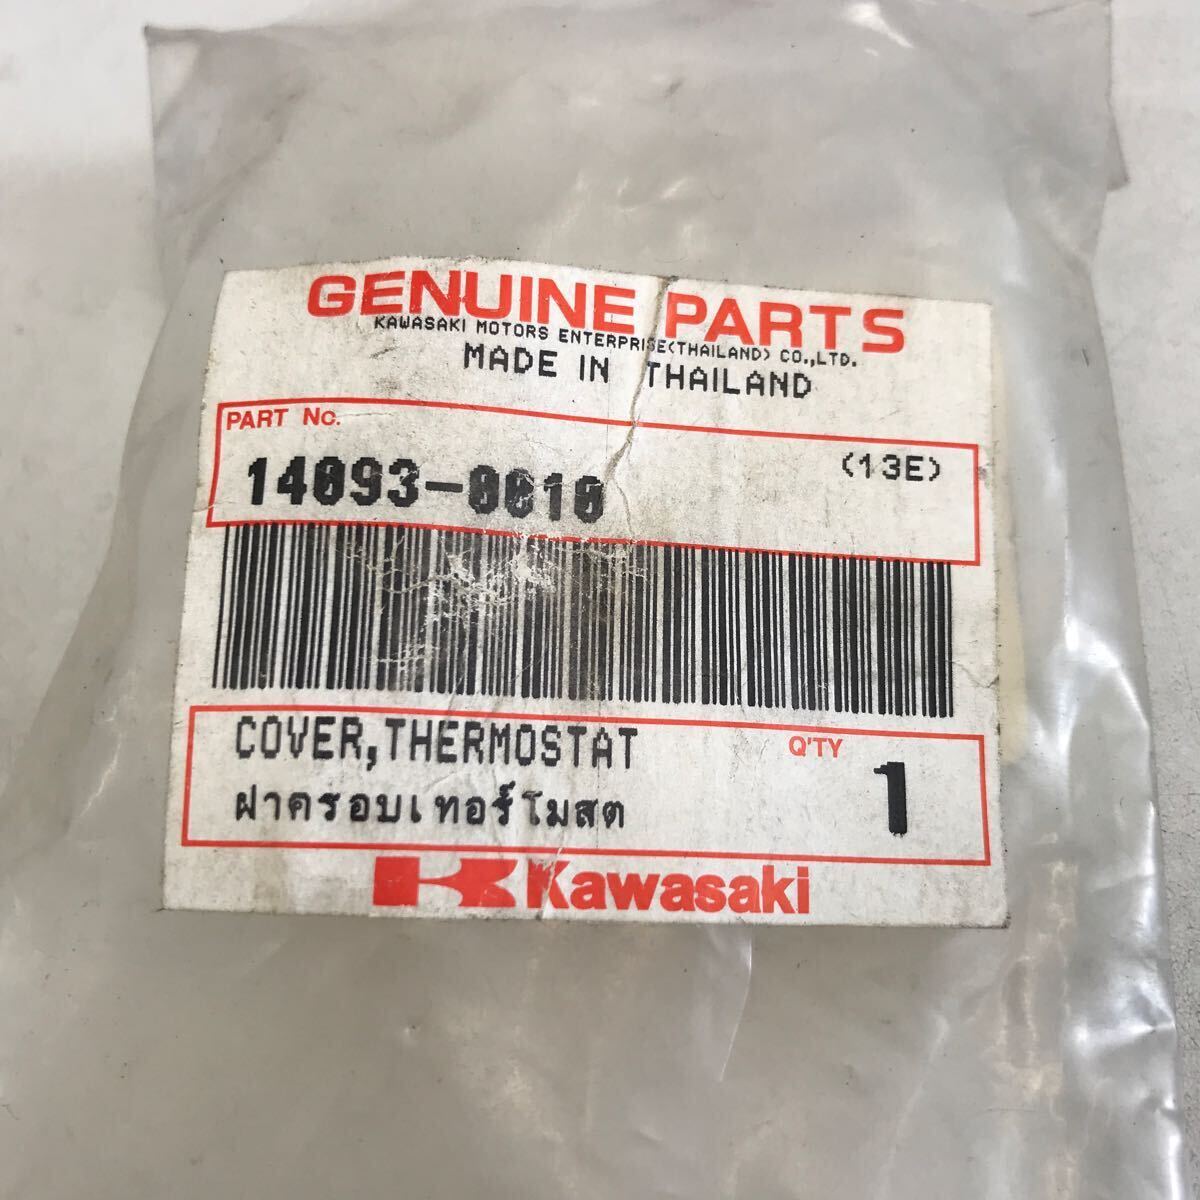 GENUINE PARTS
KAWASAKI MOTORS ENTERPRISE(THAILAND) CO.,LTD.
MADE IN THAILAND
PART No.
14093-0010 (13E)
COVER,THERMOSTAT Q'TY 1
ฝาครอบเทอร์โมสต
Kawasaki